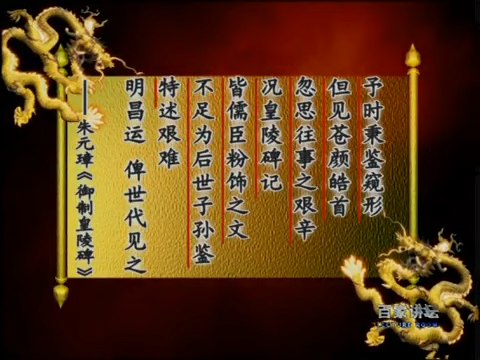 予时秉鉴窥形
但见苍颜皓首
忽思往事之艰辛
况皇陵碑记
皆儒臣粉饰之文
不足为后世子孙鉴
特述艰难
明昌运 俾世代见之
——朱元璋《御制皇陵碑》
百家讲坛
LECTURE ROOM